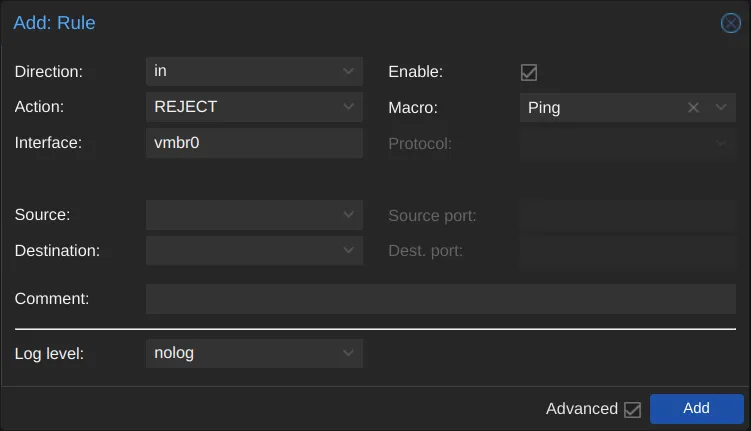 Add: Rule
Direction: in Enable:
Action: REJECT Macro: Ping
Interface: vmbr0 Protocol:
Source: Source port:
Destination: Dest. port:
Comment:
Log level: nolog
Advanced Add